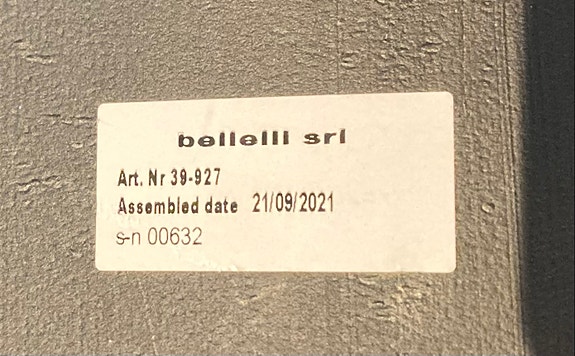 bellelli srl
Art. Nr 39-927
Assembled date 21/09/2021
s-n 00632